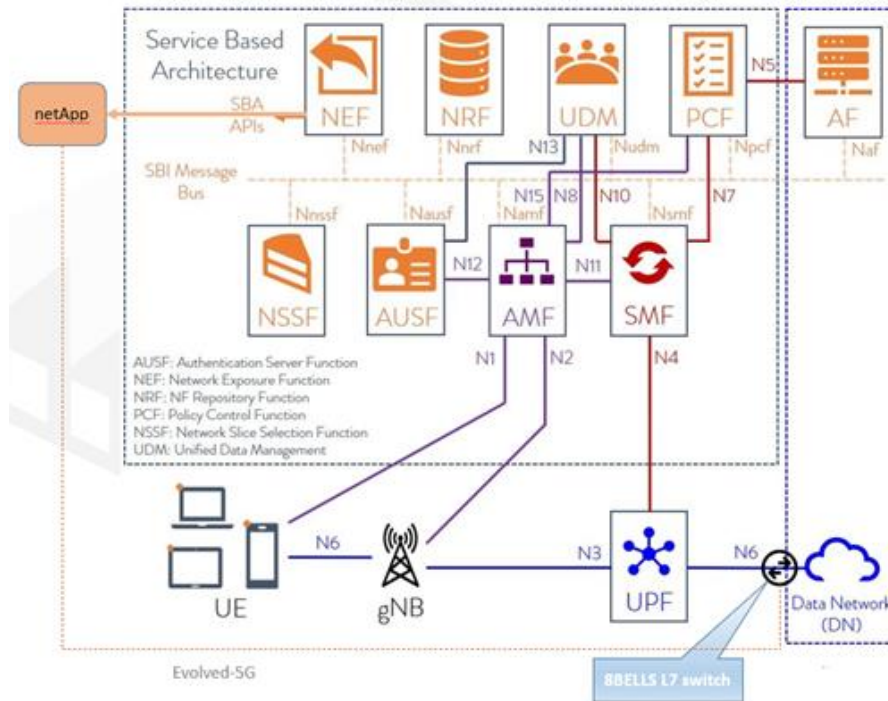 Service Based
Architecture
netApp
SBA
APIs
NEF
NRF
UDM
PCF
N5
AF
Nnef
Nnrf
N13
Nudm
Npcf
Naf
SBI Message
Bus
N15
N8
N10
N7
Nnssf
Nausf
Namf
Nsmf
N12
N11
NSSF
AUSF
AMF
SMF
N1
N2
N4
AUSF: Authentication Server Function
NEF: Network Exposure Function
NRF: NF Repository Function
PCF: Policy Control Function
NSSF: Network Slice Selection Function
UDM: Unified Data Management
N6
N3
N6
UE
gNB
UPF
Data Network
(DN)
Evolved-5G
8BELLS L7 switch